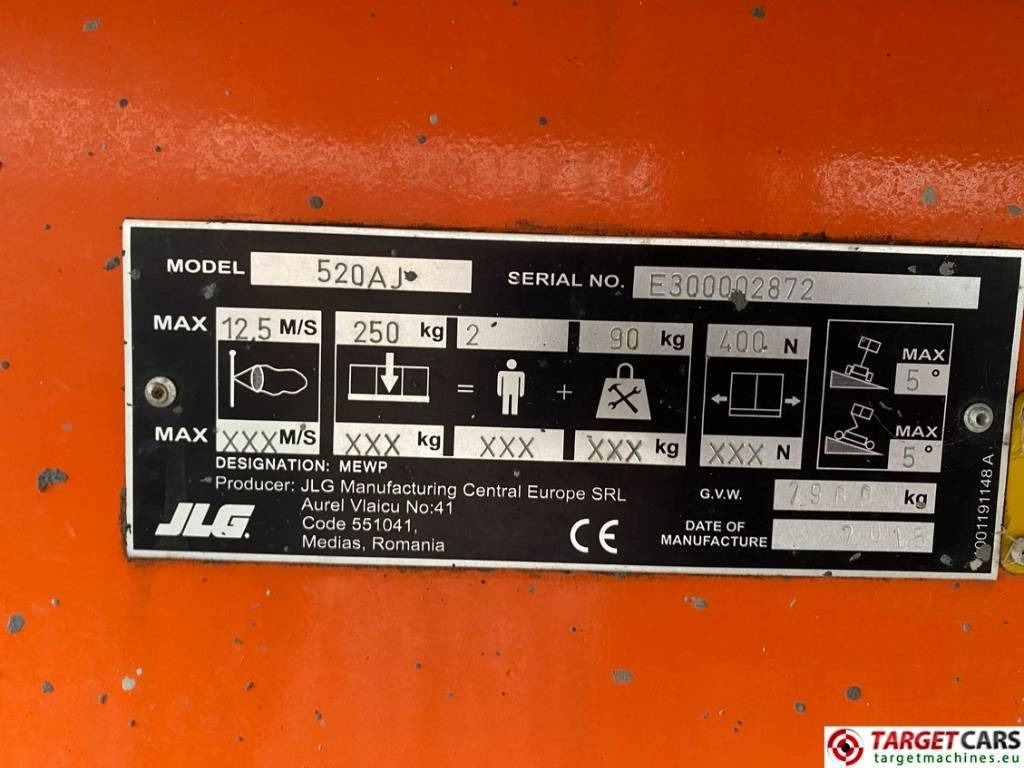 MODEL 520AJ SERIAL NO. E300002872
MAX 12,5 M/S 250 kg 2 90 kg 400 N
MAX 5°
MAX 5°
MAX XXX M/S XXX kg XXX XXX kg XXX N
DESIGNATION: MEWP
Producer: JLG Manufacturing Central Europe SRL
Aurel Vlaicu No:41
Code 551041,
Medias, Romania
JLG
CE
G.V.W. kg
DATE OF
MANUFACTURE
1001191148 A
TARGETCARS
targetmachines.eu